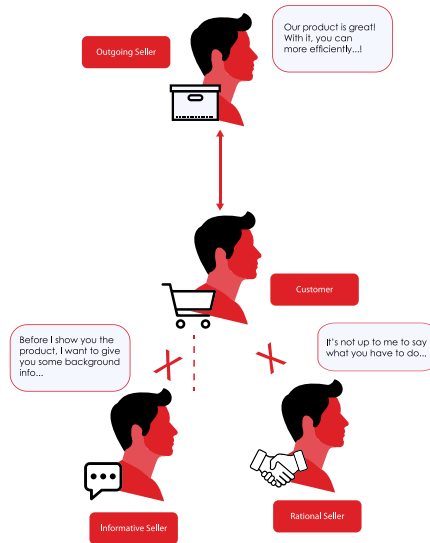 Our product is great!
With it, you can
more efficiently...!
Outgoing Seller
Customer
Before I show you the
product, I want to give
you some background
info...
It's not up to me to say
what you have to do...
Informative Seller
Rational Seller